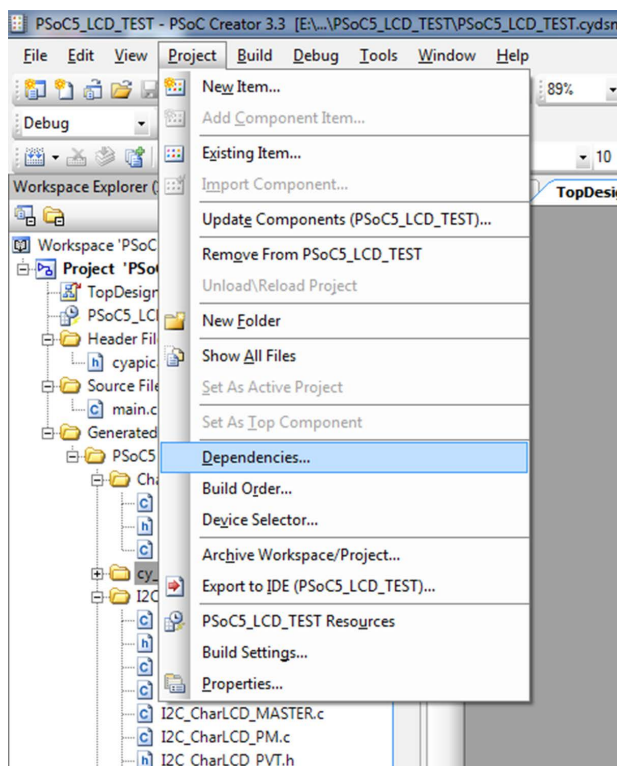 PSoC5_LCD_TEST - PSoC Creator 3.3 [E:\...\PSoC5_LCD_TEST\PSoC5_LCD_TEST.cydsn
File Edit View Project Build Debug Tools Window Help
New Item...
89%
Debug
Add Component Item...
Existing Item...
10
Workspace Explorer (
Import Component...
TopDesi
Update Components (PSoC5_LCD_TEST)...
Workspace 'PSoC
Remove From PSoC5_LCD_TEST
Project 'PSo
Unload\Reload Project
TopDesign
PSoC5_LC
New Folder
Header Fil
Show All Files
cyapic
Source File
Set As Active Project
main.c
Set As Top Component
Generated
PSoC5
Dependencies...
Cha
Build Order...
Device Selector...
Archive Workspace/Project...
cy_
Export to IDE (PSoC5_LCD_TEST)...
I2C
PSoC5_LCD_TEST Resources
Build Settings...
Properties...
I2C_CharLCD_MASTER.c
I2C_CharLCD_PM.c
I2C_CharLCD_PVT.h